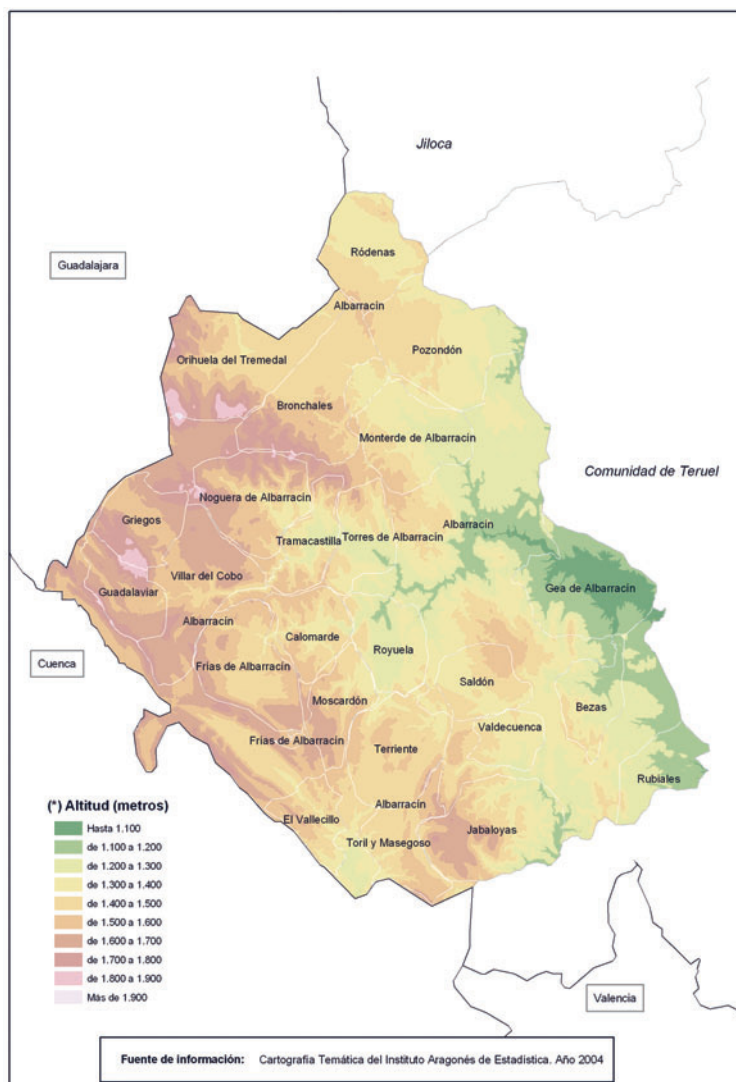 Jiloca
Guadalajara
Ródenas
Albarracín
Orihuela del Tremedal
Pozondón
Bronchales
Monterde de Albarracín
Comunidad de Teruel
Noguera de Albarracín
Griegos
Albarracín
Tramacastilla
Torres de Albarracín
Villar del Cobo
Guadalaviar
Gea de Albarracín
Albarracín
Calomarde
Royuela
Cuenca
Frías de Albarracín
Saldón
Moscardón
Bezas
Valdecuenca
Frías de Albarracín
Terriente
Rubiales
(*) Altitud (metros)
Albarracín
El Vallecillo
Jabaloyas
Toril y Masegoso
Hasta 1.100
de 1.100 a 1.200
de 1.200 a 1.300
de 1.300 a 1.400
de 1.400 a 1.500
de 1.500 a 1.600
de 1.600 a 1.700
de 1.700 a 1.800
de 1.800 a 1.900
Más de 1.900
Valencia
Fuente de información: Cartografía Temática del Instituto Aragonés de Estadística. Año 2004